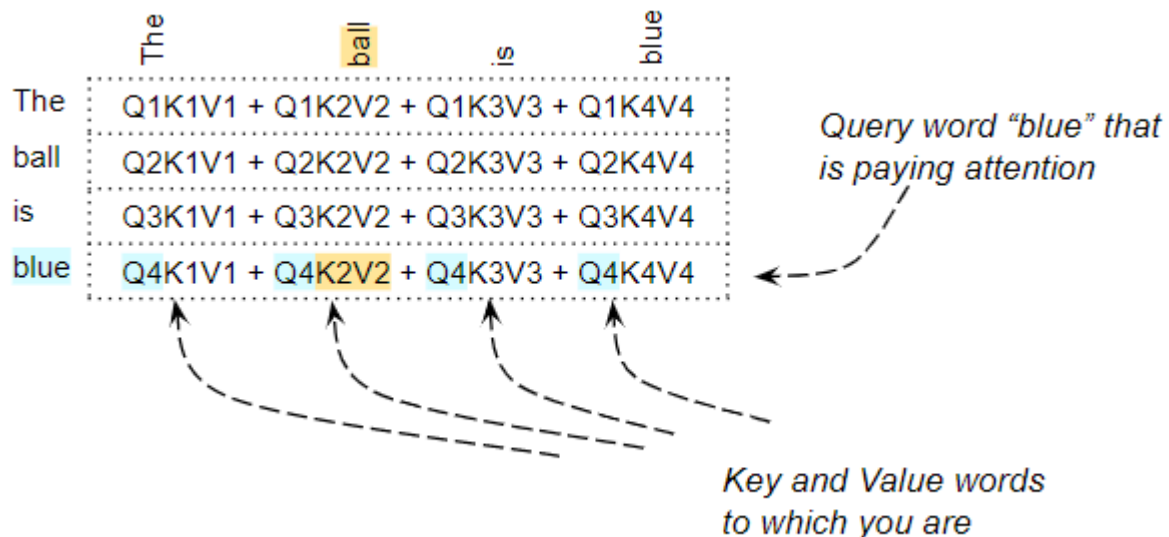 The ball is blue
The Q1K1V1 + Q1K2V2 + Q1K3V3 + Q1K4V4
ball Q2K1V1 + Q2K2V2 + Q2K3V3 + Q2K4V4
is Q3K1V1 + Q3K2V2 + Q3K3V3 + Q3K4V4
blue Q4K1V1 + Q4K2V2 + Q4K3V3 + Q4K4V4
Query word “blue” that
is paying attention
Key and Value words
to which you are